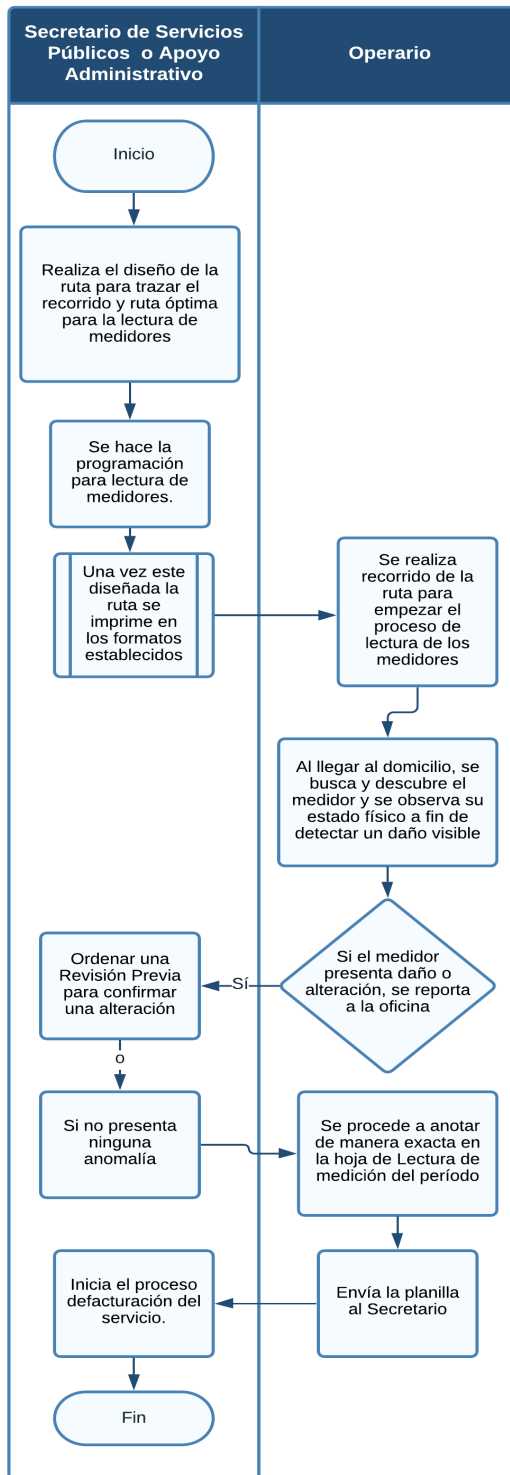 Secretario de Servicios
Públicos  o Apoyo
Administrativo
Operario
Inicio
Realiza el diseño de la
ruta para trazar el
recorrido y ruta óptima
para la lectura de
medidores
Se hace la
programación
para lectura de
medidores.
Una vez este
diseñada la
ruta se
imprime en
los formatos
establecidos
Se realiza
recorrido de la
ruta para
empezar el
proceso de
lectura de los
medidores
Al llegar al domicilio, se
busca y descubre el
medidor y se observa su
estado físico a fin de
detectar un daño visible
Si el medidor
presenta daño o
alteración, se reporta
a la oficina
Sí
Ordenar una
Revisión Previa
para confirmar
una alteración
o
Si no presenta
ninguna
anomalía
Se procede a anotar
de manera exacta en
la hoja de Lectura de
medición del período
Envía la planilla
al Secretario
Inicia el proceso
defacturación del
servicio.
Fin